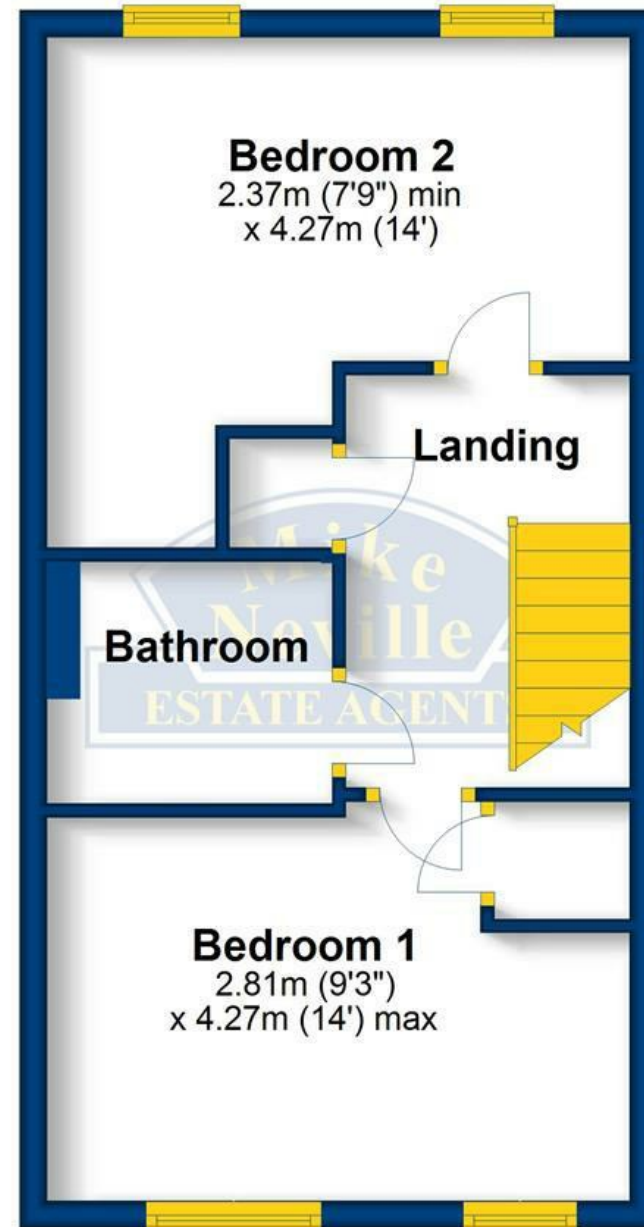 Bedroom 2
2.37m (7'9") min
x 4.27m (14')
Landing
Mike
Neville
ESTATE AGENTS
Bathroom
Bedroom 1
2.81m (9'3")
x 4.27m (14') max